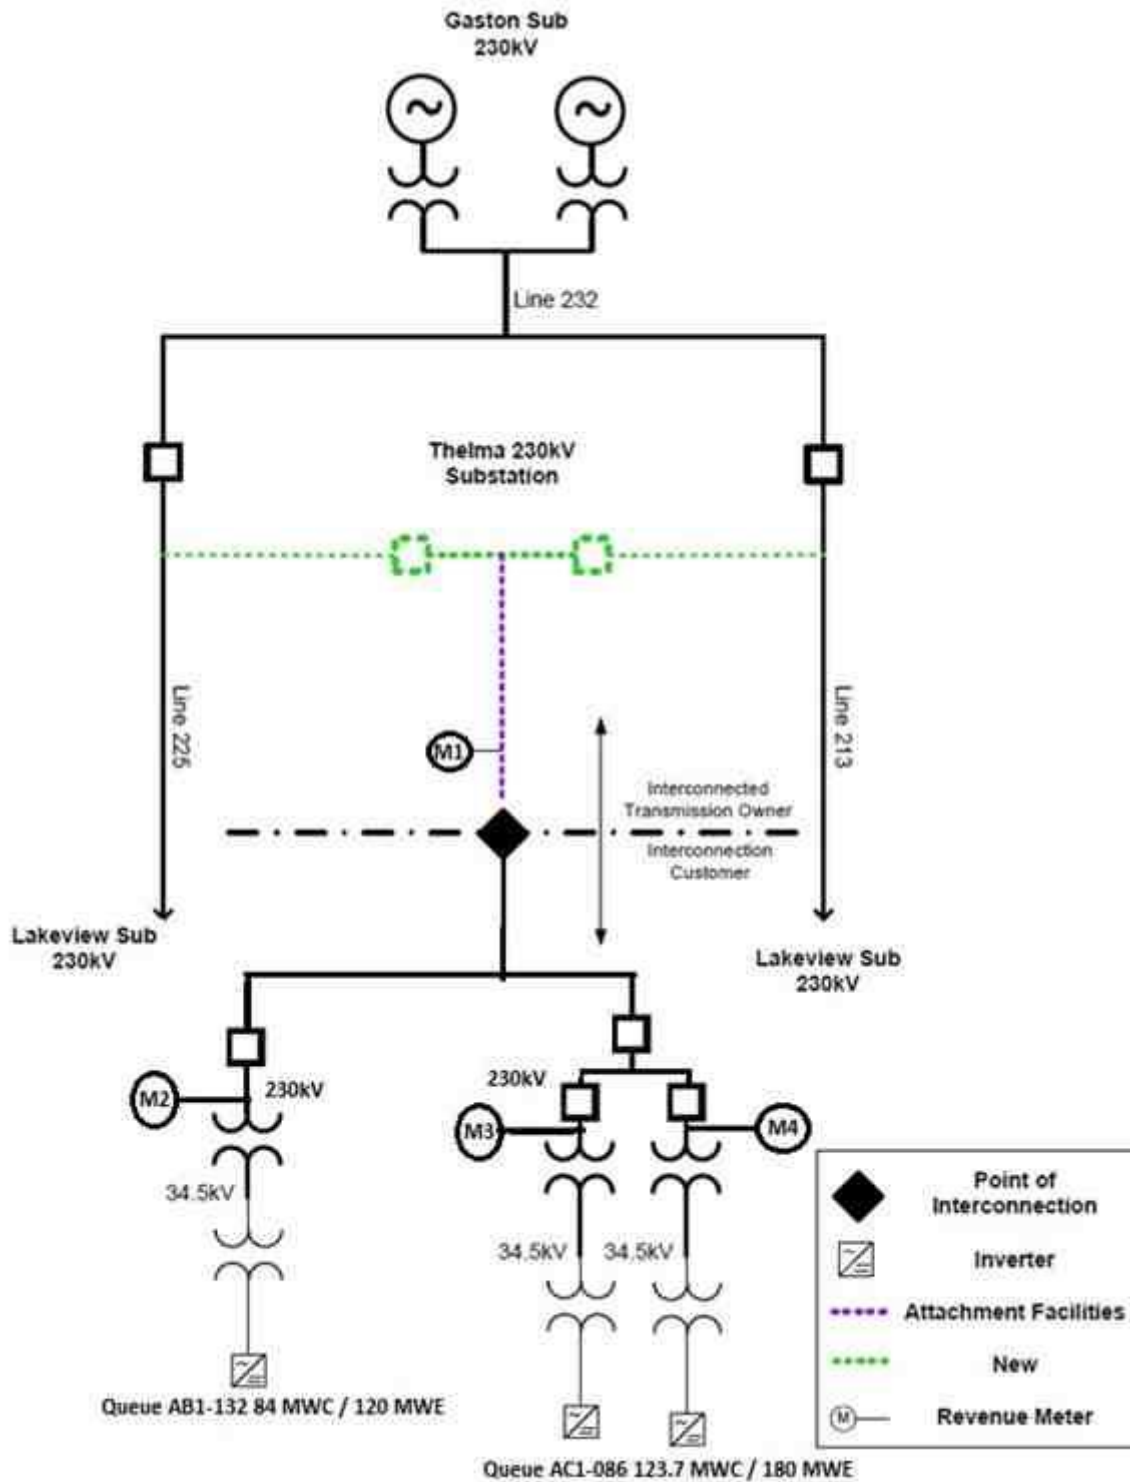 Gaston Sub
230kV
Line 232
Thelma 230kV
Substation
Line 225
Line 213
M1
Interconnected
Transmission Owner
Interconnection
Customer
Lakeview Sub
230kV
Lakeview Sub
230kV
M2
230kV
230kV
M3
M4
34.5kV
34.5kV
34.5kV
Queue AB1-132 84 MWC / 120 MWE
Queue AC1-086 123.7 MWC / 180 MWE
Point of
Interconnection
Inverter
Attachment Facilities
New
M
Revenue Meter